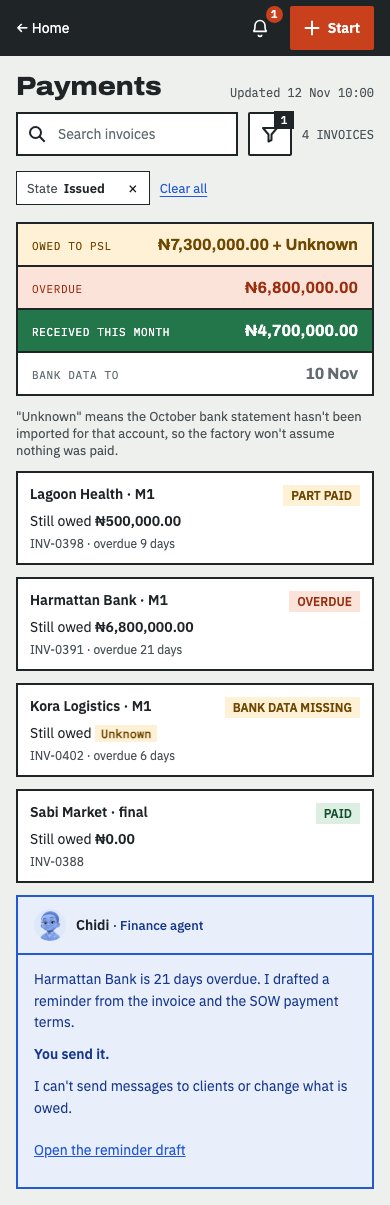 ← Home
1
+ Start
Payments
Updated 12 Nov 10:00
Search invoices
1
4 INVOICES
State Issued ×
Clear all
OWED TO PSL ₦7,300,000.00 + Unknown
OVERDUE ₦6,800,000.00
RECEIVED THIS MONTH ₦4,700,000.00
BANK DATA TO 10 Nov
"Unknown" means the October bank statement hasn't been
imported for that account, so the factory won't assume
nothing was paid.
Lagoon Health · M1
PART PAID
Still owed ₦500,000.00
INV-0398 · overdue 9 days
Harmattan Bank · M1
OVERDUE
Still owed ₦6,800,000.00
INV-0391 · overdue 21 days
Kora Logistics · M1
BANK DATA MISSING
Still owed Unknown
INV-0402 · overdue 6 days
Sabi Market · final
PAID
Still owed ₦0.00
INV-0388
Chidi · Finance agent
Harmattan Bank is 21 days overdue. I drafted a
reminder from the invoice and the SOW payment
terms.
You send it.
I can't send messages to clients or change what is
owed.
Open the reminder draft